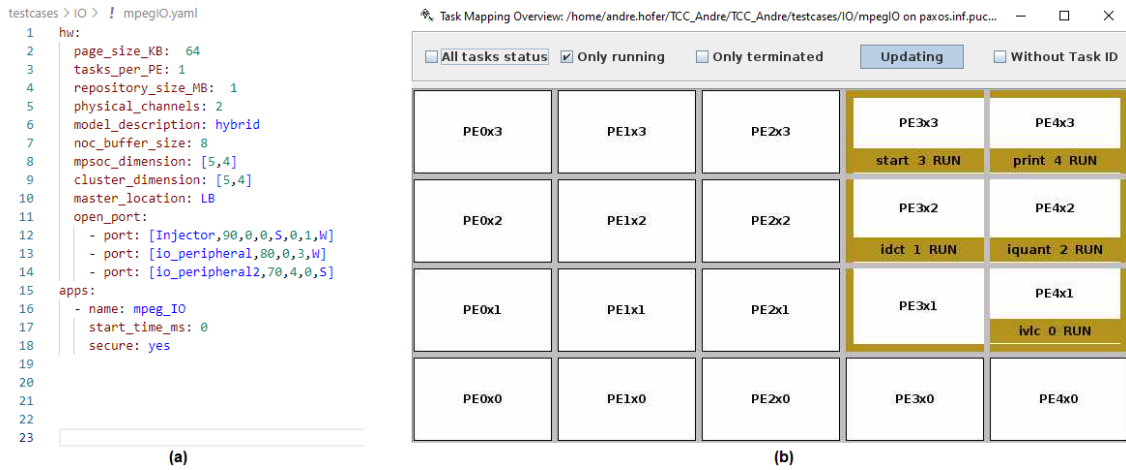 testcases > IO > ! mpegIO.yaml
1 hw:
2 page_size_KB: 64
3 tasks_per_PE: 1
4 repository_size_MB: 1
5 physical_channels: 2
6 model_description: hybrid
7 noc_buffer_size: 8
8 mpsoc_dimension: [5,4]
9 cluster_dimension: [5,4]
10 master_location: LB
11 open_port:
12 - port: [Injector,90,0,0,S,0,1,W]
13 - port: [io_peripheral,80,0,3,W]
14 - port: [io_peripheral2,70,4,0,S]
15 apps:
16 - name: mpeg_IO
17 start_time_ms: 0
18 secure: yes
19
20
21
22
23
(a)
Task Mapping Overview: /home/andre.hofer/TCC_Andre/TCC_Andre/testcases/IO/mpegIO on paxos.inf.puc...
All tasks status Only running Only terminated Updating Without Task ID
PE0x3 PE1x3 PE2x3 PE3x3 PE4x3
start 3 RUN print 4 RUN
PE0x2 PE1x2 PE2x2 PE3x2 PE4x2
idct 1 RUN iquant 2 RUN
PE0x1 PE1x1 PE2x1 PE3x1 PE4x1
ivlc 0 RUN
PE0x0 PE1x0 PE2x0 PE3x0 PE4x0
(b)